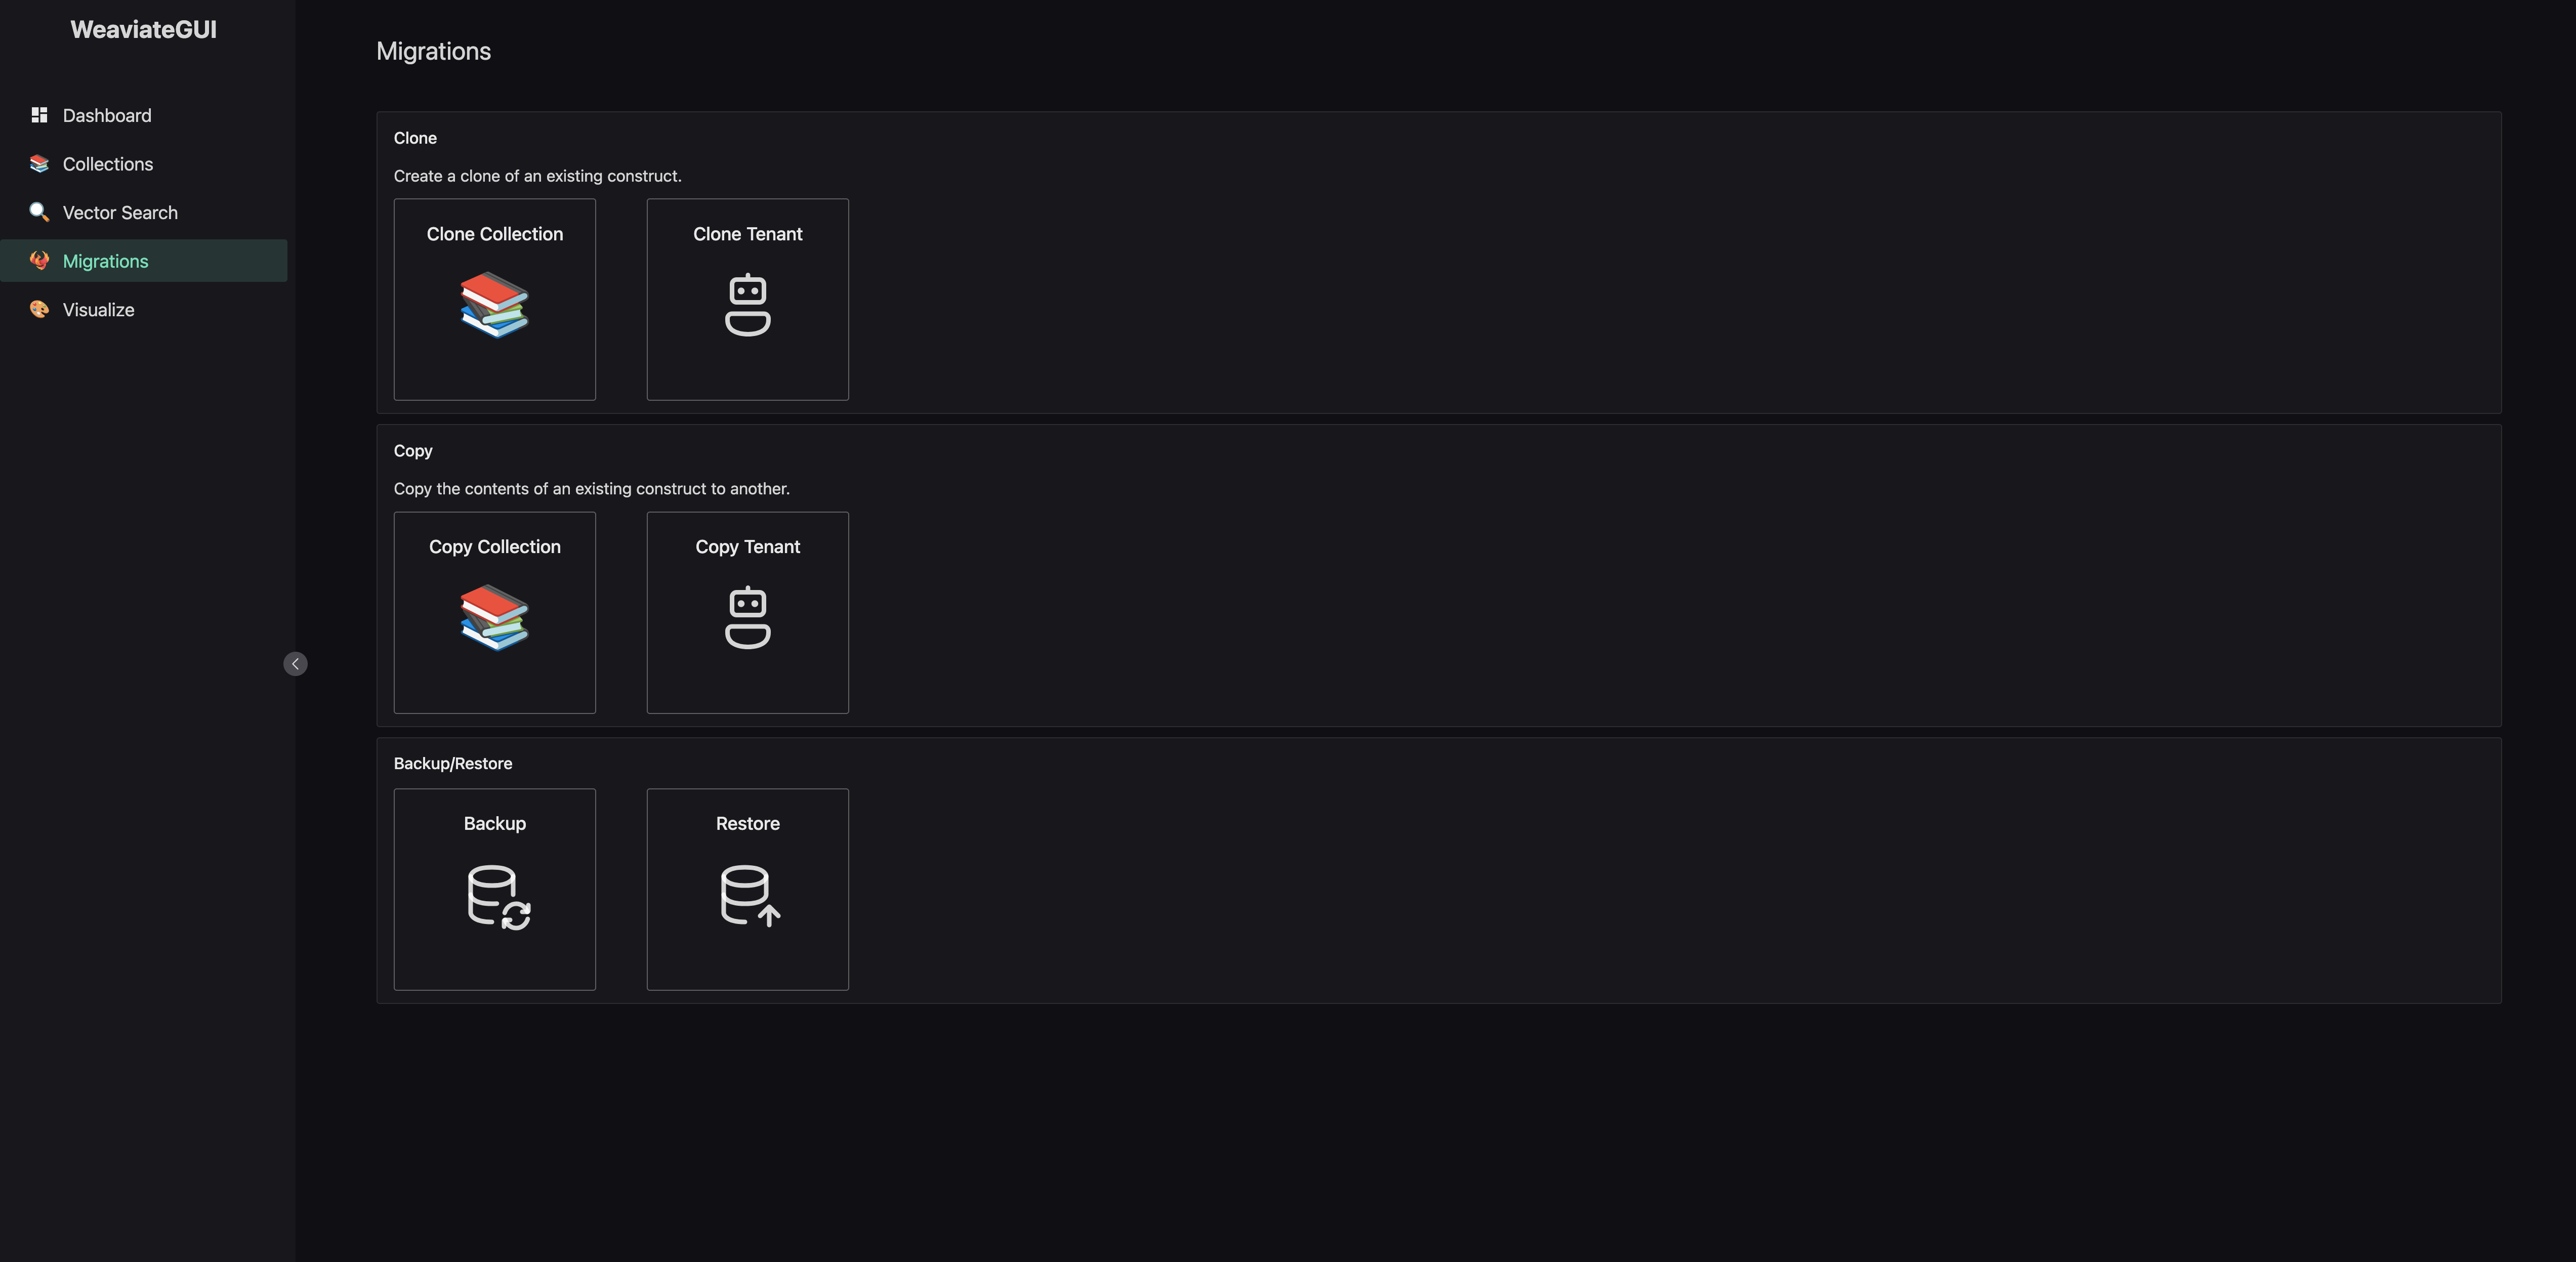 WeaviateGUI
Dashboard
Collections
Vector Search
Migrations
Visualize
Migrations
Clone
Create a clone of an existing construct.
Clone Collection
Clone Tenant
Copy
Copy the contents of an existing construct to another.
Copy Collection
Copy Tenant
Backup/Restore
Backup
Restore